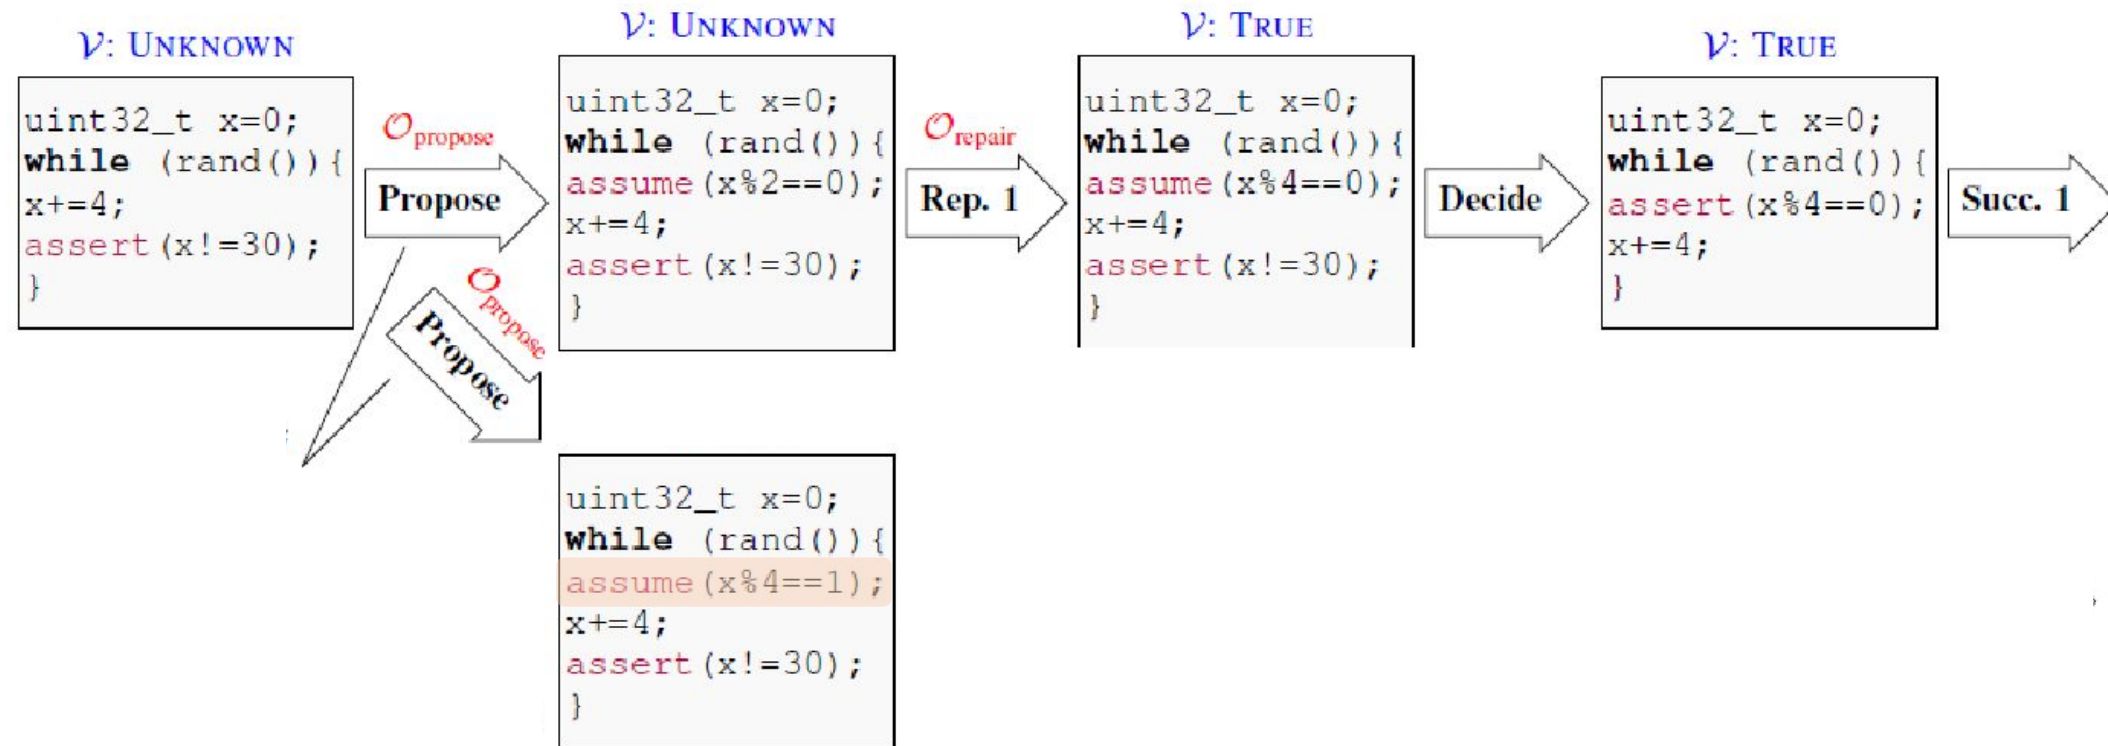 𝒱: UNKNOWN
uint32_t x=0;
while (rand()){
x+=4;
assert(x!=30);
}
𝒪propose
Propose
𝒱: UNKNOWN
uint32_t x=0;
while (rand()){
assume(x%2==0);
x+=4;
assert(x!=30);
}
𝒪repair
Rep. 1
𝒱: TRUE
uint32_t x=0;
while (rand()){
assume(x%4==0);
x+=4;
assert(x!=30);
}
Decide
𝒱: TRUE
uint32_t x=0;
while (rand()){
assert(x%4==0);
x+=4;
}
Succ. 1
𝒪propose
Propose
uint32_t x=0;
while (rand()){
assume(x%4==1);
x+=4;
assert(x!=30);
}